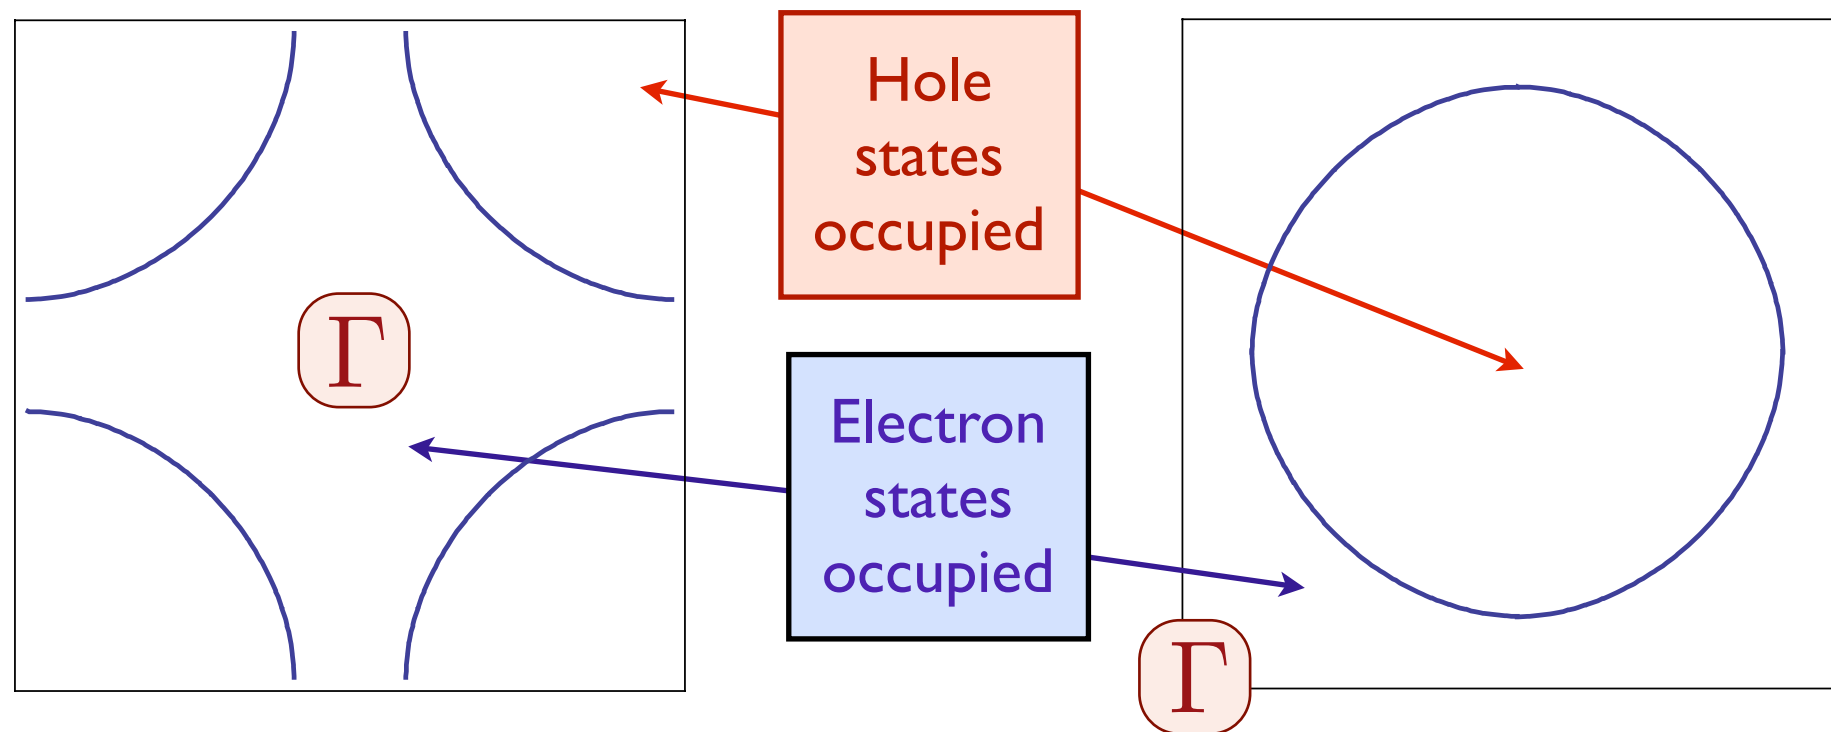 Hole
states
occupied
Γ
Electron
states
occupied
Γ